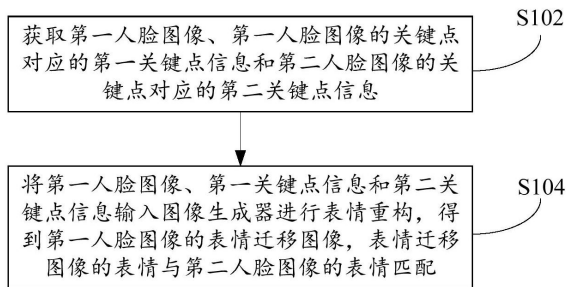 获取第一人脸图像、第一人脸图像的关键点
对应的第一关键点信息和第二人脸图像的关
键点对应的第二关键点信息
S102
将第一人脸图像、第一关键点信息和第二关
键点信息输入图像生成器进行表情重构，得
到第一人脸图像的表情迁移图像，表情迁移
图像的表情与第二人脸图像的表情匹配
S104